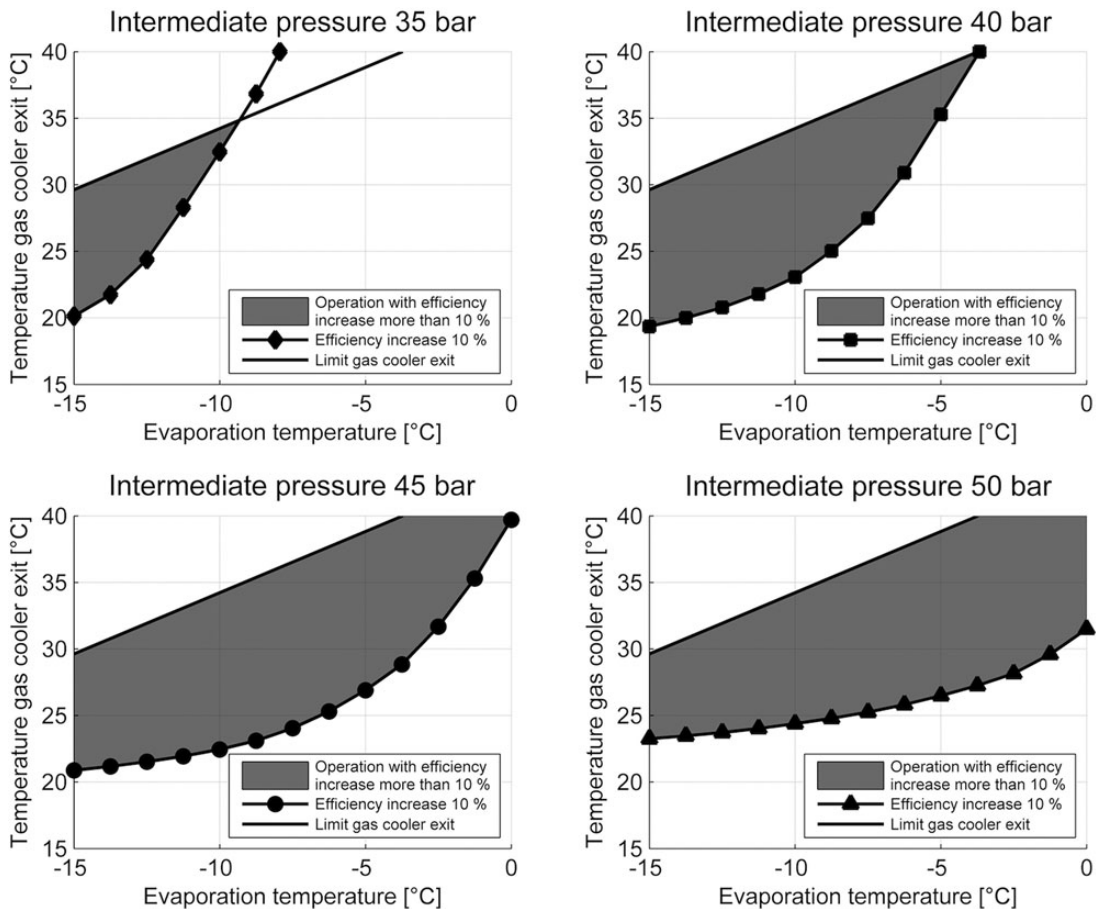 Intermediate pressure 35 bar
Temperature gas cooler exit [°C]
40
35
30
25
20
15
Operation with efficiency
increase more than 10 %
Efficiency increase 10 %
Limit gas cooler exit
-15
-10
-5
0
Evaporation temperature [°C]
Intermediate pressure 40 bar
Temperature gas cooler exit [°C]
40
35
30
25
20
15
Operation with efficiency
increase more than 10 %
Efficiency increase 10 %
Limit gas cooler exit
-15
-10
-5
0
Evaporation temperature [°C]
Intermediate pressure 45 bar
Temperature gas cooler exit [°C]
40
35
30
25
20
15
Operation with efficiency
increase more than 10 %
Efficiency increase 10 %
Limit gas cooler exit
-15
-10
-5
0
Evaporation temperature [°C]
Intermediate pressure 50 bar
Temperature gas cooler exit [°C]
40
35
30
25
20
15
Operation with efficiency
increase more than 10 %
Efficiency increase 10 %
Limit gas cooler exit
-15
-10
-5
0
Evaporation temperature [°C]